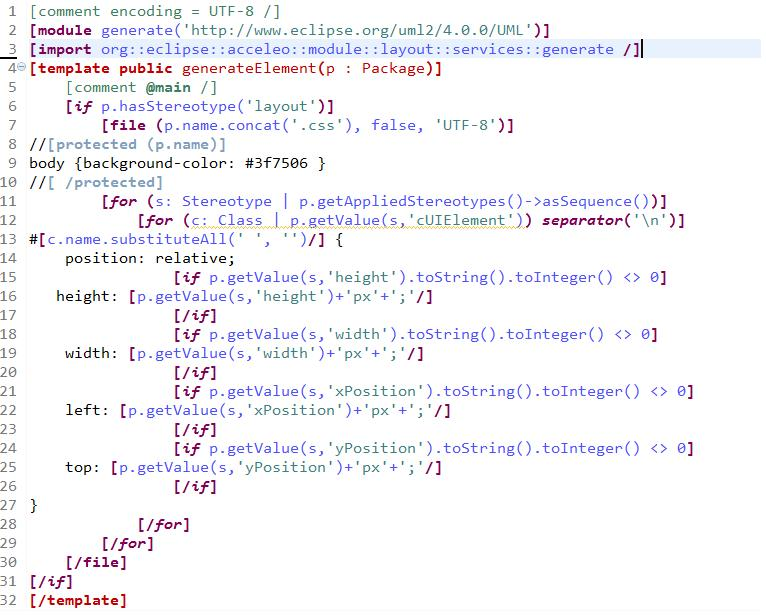 1 [comment encoding = UTF-8 /]
2 [module generate('http://www.eclipse.org/uml2/4.0.0/UML')]
3 [import org::eclipse::acceleo::module::layout::services::generate /]
4 [template public generateElement(p : Package)]
5 [comment @main /]
6 [if p.hasStereotype('layout')]
7 [file (p.name.concat('.css'), false, 'UTF-8')]
8 //[protected (p.name)]
9 body {background-color: #3f7506 }
10 //[ /protected]
11 [for (s: Stereotype | p.getAppliedStereotypes()->asSequence())]
12 [for (c: Class | p.getValue(s,'cUIElement')) separator('\n')]
13 #[c.name.substituteAll(' ', '')/] {
14 position: relative;
15 [if p.getValue(s,'height').toString().toInteger() <> 0]
16 height: [p.getValue(s,'height')+'px'+';'/]
17 [/if]
18 [if p.getValue(s,'width').toString().toInteger() <> 0]
19 width: [p.getValue(s,'width')+'px'+';'/]
20 [/if]
21 [if p.getValue(s,'xPosition').toString().toInteger() <> 0]
22 left: [p.getValue(s,'xPosition')+'px'+';'/]
23 [/if]
24 [if p.getValue(s,'yPosition').toString().toInteger() <> 0]
25 top: [p.getValue(s,'yPosition')+'px'+';'/]
26 [/if]
27 }
28 [/for]
29 [/for]
30 [/file]
31 [/if]
32 [/template]